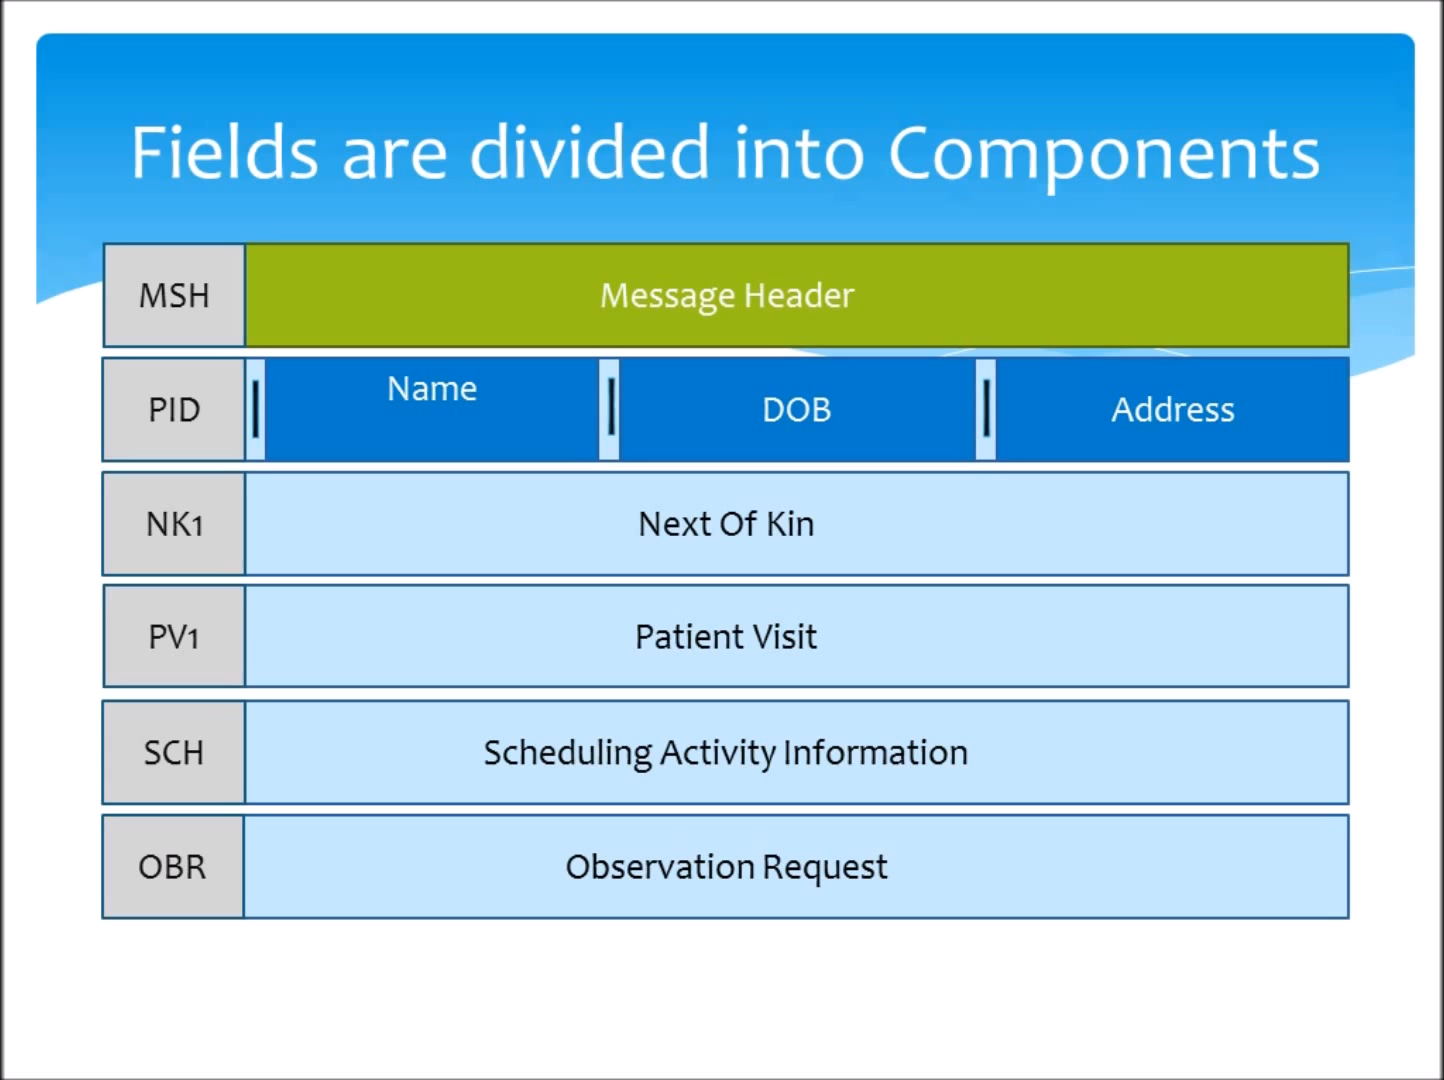 Fields are divided into Components
MSH Message Header
PID | Name | DOB | Address
NK1 Next Of Kin
PV1 Patient Visit
SCH Scheduling Activity Information
OBR Observation Request